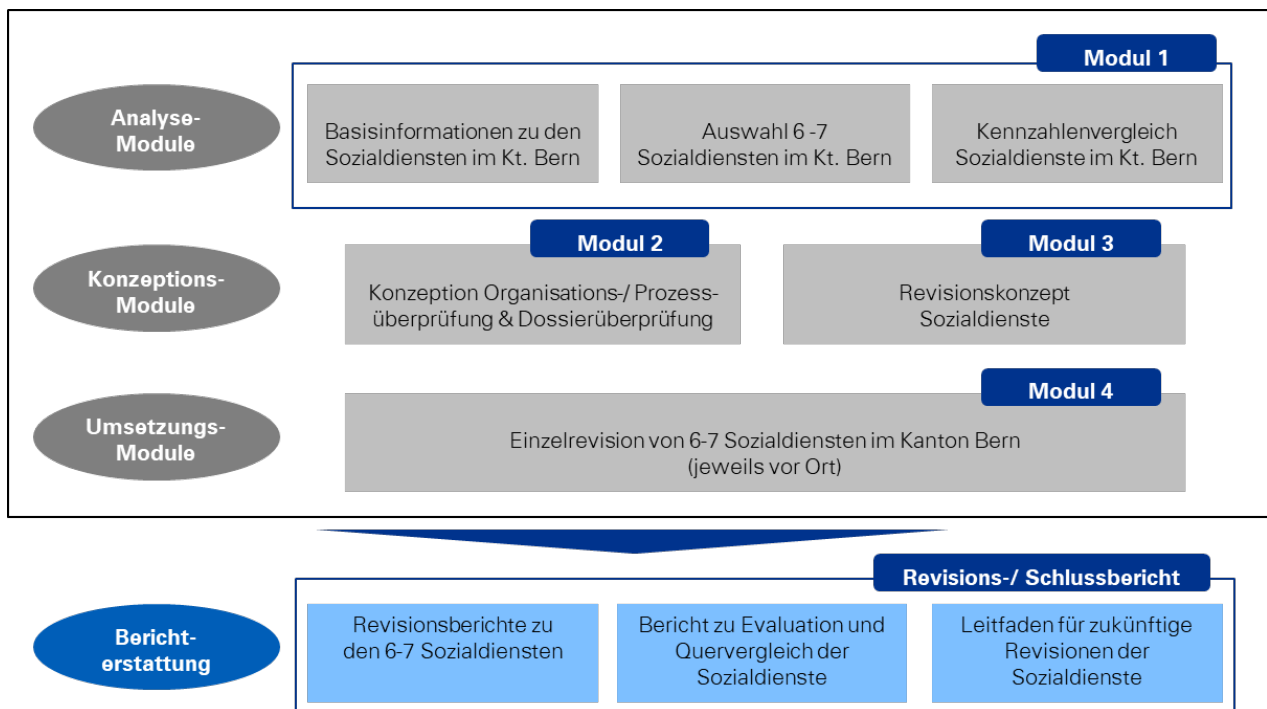 Modul 1
Analyse-
Module
Basisinformationen zu den
Sozialdiensten im Kt. Bern
Auswahl 6 -7
Sozialdiensten im Kt. Bern
Kennzahlenvergleich
Sozialdienste im Kt. Bern
Modul 2
Modul 3
Konzeptions-
Module
Konzeption Organisations-/ Prozess-
überprüfung & Dossierüberprüfung
Revisionskonzept
Sozialdienste
Modul 4
Umsetzungs-
Module
Einzelrevision von 6-7 Sozialdiensten im Kanton Bern
(jeweils vor Ort)
Revisions-/ Schlussbericht
Bericht-
erstattung
Revisionsberichte zu
den 6-7 Sozialdiensten
Bericht zu Evaluation und
Quervergleich der
Sozialdienste
Leitfaden für zukünftige
Revisionen der
Sozialdienste